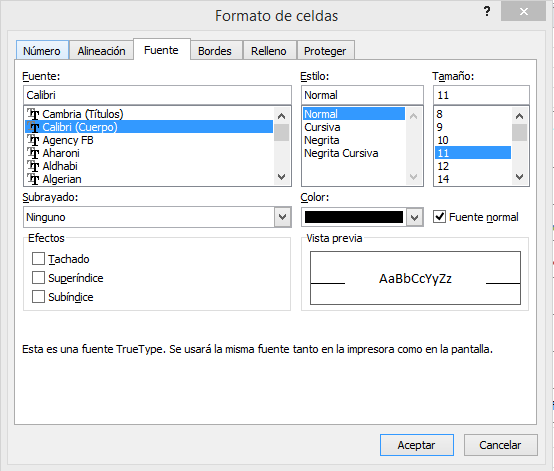 Formato de celdas
?
Número Alineación Fuente Bordes Relleno Proteger
Fuente: Estilo: Tamaño:
Calibri Normal 11
Cambria (Títulos) Normal 8
Calibri (Cuerpo) Cursiva 9
Agency FB Negrita 10
Aharoni Negrita Cursiva 11
Aldhabi 12
Algerian 14
Subrayado: Color:
Ninguno Fuente normal
Efectos Vista previa
Tachado
Superíndice AaBbCcYyZz
Subíndice
Esta es una fuente TrueType. Se usará la misma fuente tanto en la impresora como en la pantalla.
Aceptar Cancelar